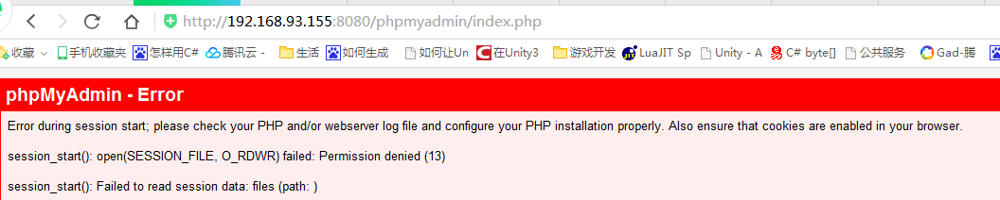 http://192.168.93.155:8080/phpmyadmin/index.php
收藏 手机收藏夹 怎样用C# 腾讯云 - 生活 如何生成 如何让Un 在Unity3 游戏开发 LuaJIT Sp Unity - A C# byte[] 公共服务 Gad-腾
phpMyAdmin - Error
Error during session start; please check your PHP and/or webserver log file and configure your PHP installation properly. Also ensure that cookies are enabled in your browser.
session_start(): open(SESSION_FILE, O_RDWR) failed: Permission denied (13)
session_start(): Failed to read session data: files (path: )